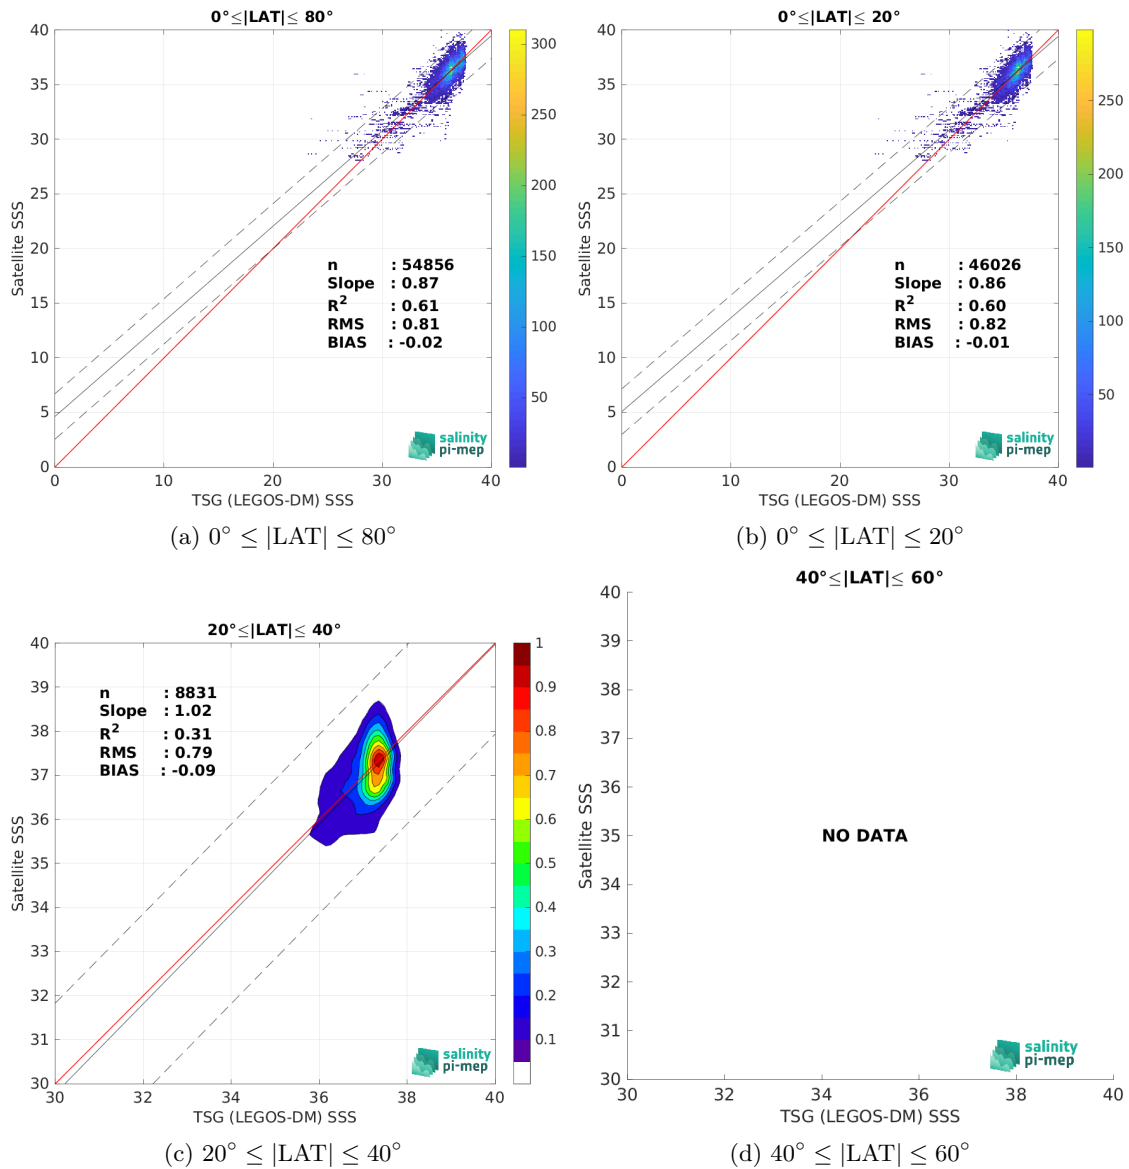 0°≤|LAT|≤ 80°
40
35
30
25
20
15
10
5
0
Satellite SSS
n : 54856
Slope : 0.87
R² : 0.61
RMS : 0.81
BIAS : -0.02
salinity
pi-mep
0 10 20 30 40
TSG (LEGOS-DM) SSS
300
250
200
150
100
50
(a) 0° ≤ |LAT| ≤ 80°
0°≤|LAT|≤ 20°
40
35
30
25
20
15
10
5
0
Satellite SSS
n : 46026
Slope : 0.86
R² : 0.60
RMS : 0.82
BIAS : -0.01
salinity
pi-mep
0 10 20 30 40
TSG (LEGOS-DM) SSS
250
200
150
100
50
(b) 0° ≤ |LAT| ≤ 20°
20°≤|LAT|≤ 40°
40
39
38
37
36
35
34
33
32
31
30
Satellite SSS
n : 8831
Slope : 1.02
R² : 0.31
RMS : 0.79
BIAS : -0.09
salinity
pi-mep
30 32 34 36 38 40
TSG (LEGOS-DM) SSS
1
0.9
0.8
0.7
0.6
0.5
0.4
0.3
0.2
0.1
(c) 20° ≤ |LAT| ≤ 40°
40°≤|LAT|≤ 60°
40
39
38
37
36
35
34
33
32
31
30
Satellite SSS
NO DATA
salinity
pi-mep
30 32 34 36 38 40
TSG (LEGOS-DM) SSS
(d) 40° ≤ |LAT| ≤ 60°